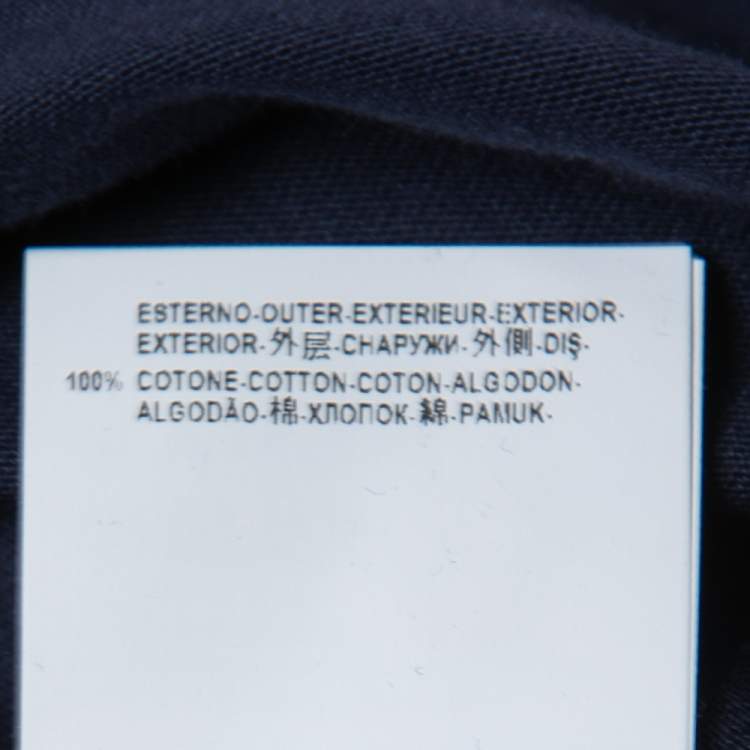 ESTERNO-OUTER-EXTERIEUR-EXTERIOR-
EXTERIOR-外层-СНАРУЖИ-外側-DIŞ-
100% COTONE-COTTON-COTON-ALGODON-
ALGODÃO-棉-ХЛОПОК-綿-PAMUK-